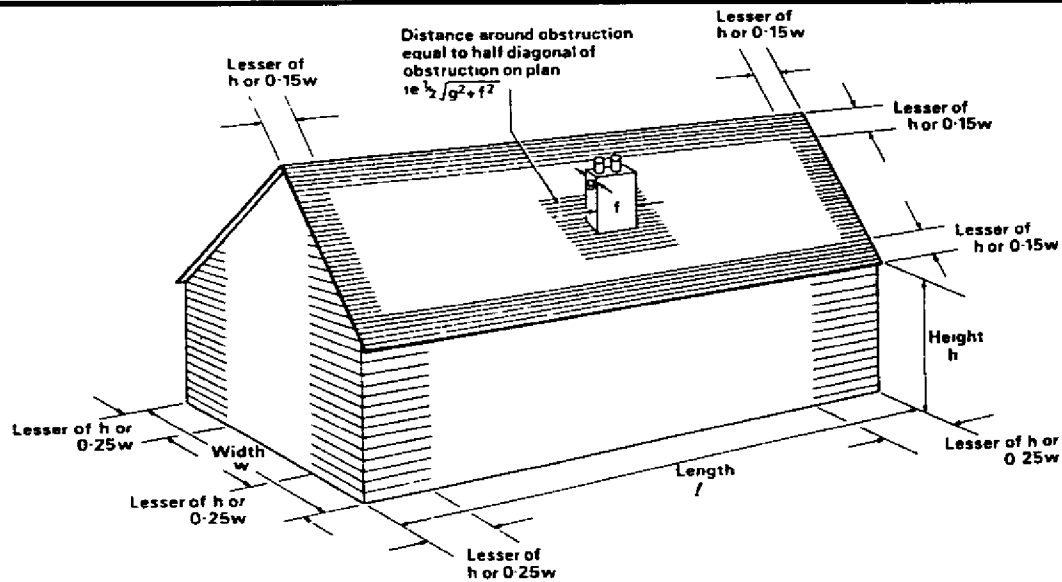 Lesser of
h or 0·15w
Distance around obstruction
equal to half diagonal of
obstruction on plan
ie ½√g²+f²
Lesser of
h or 0·15w
Lesser of
h or 0·15w
g
f
Lesser of
h or 0·15w
Height
h
Lesser of h or
0·25w
Width
w
Lesser of h or
0·25w
Length
l
Lesser of h or
0 25w
Lesser of
h or 0·25w